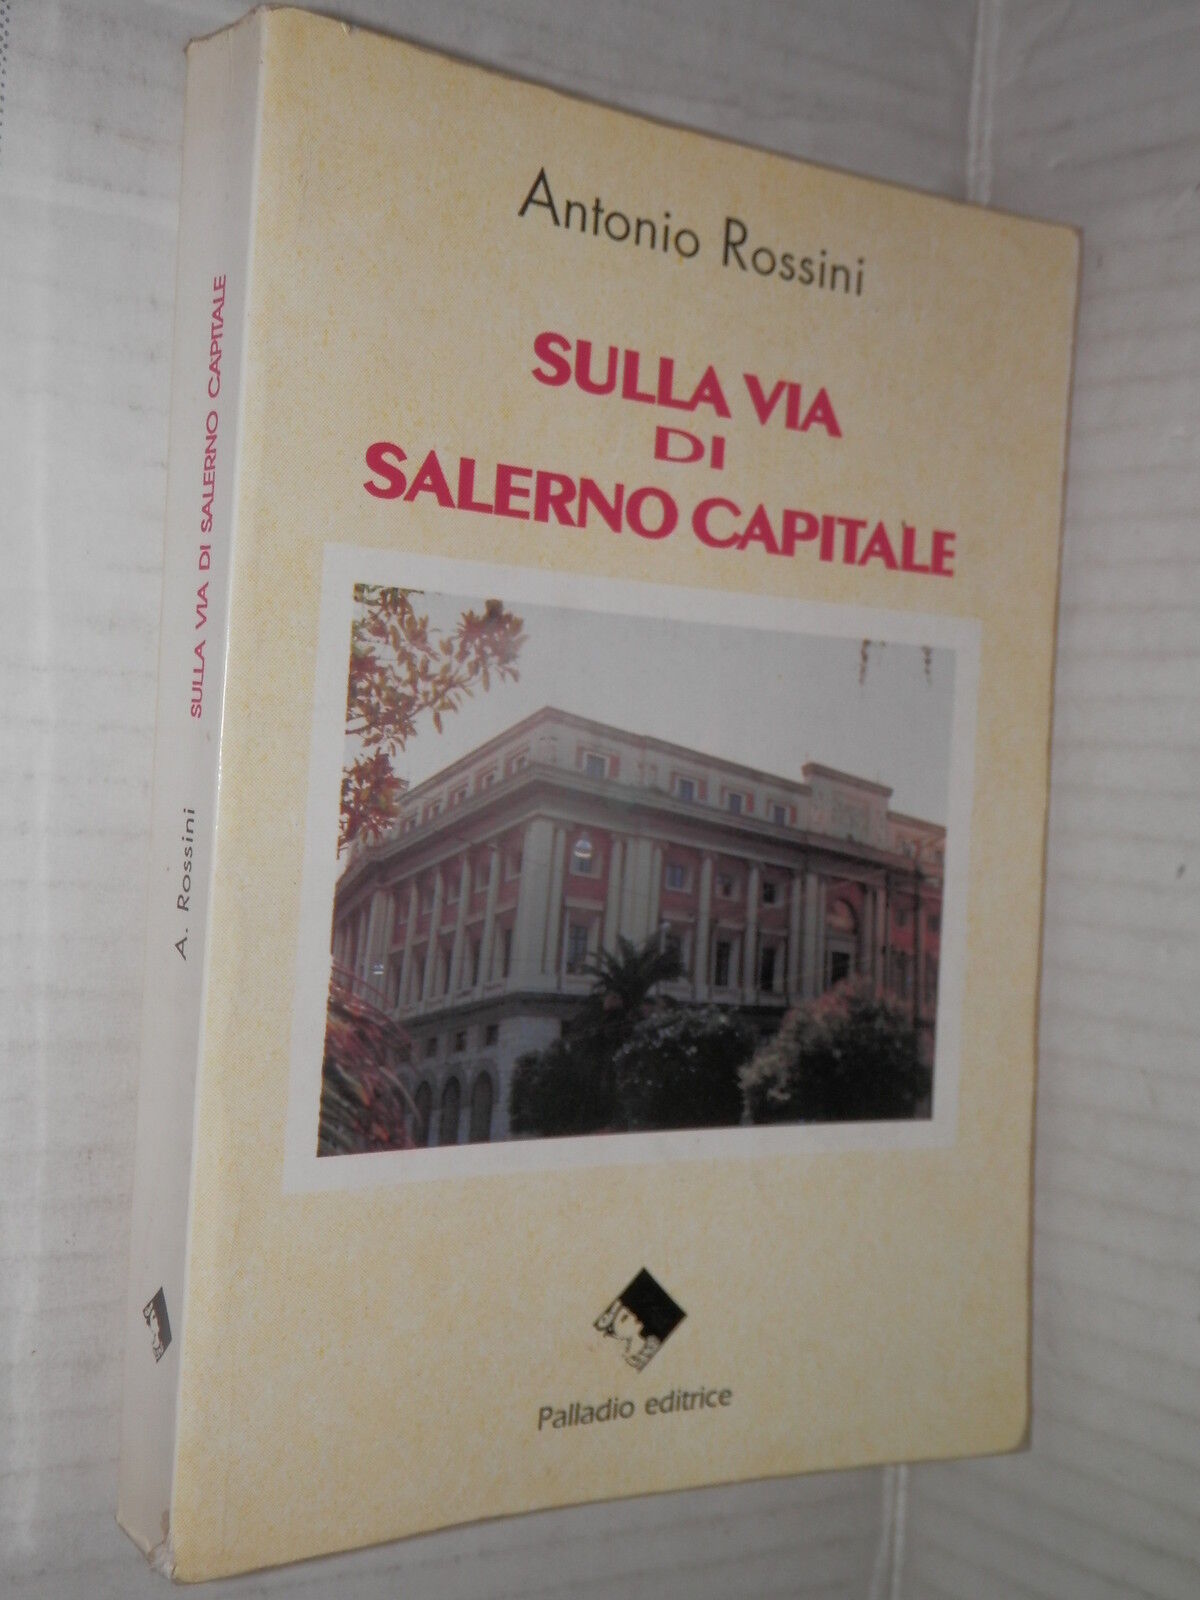 Antonio Rossini
SULLA VIA
DI
SALERNO CAPITALE
Palladio editrice
A. Rossini SULLA VIA DI SALERNO CAPITALE